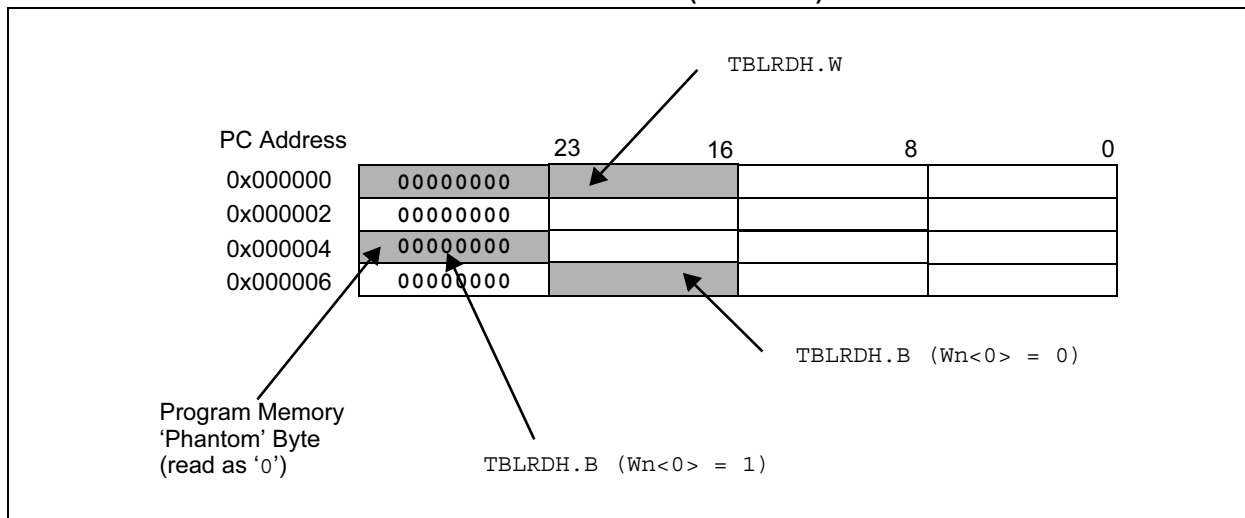 TBLRDH.W
PC Address
23 16 8 0
0x000000 00000000
0x000002 00000000
0x000004 00000000
0x000006 00000000
TBLRDH.B (Wn<0> = 0)
Program Memory
‘Phantom’ Byte
(read as ‘0’)
TBLRDH.B (Wn<0> = 1)